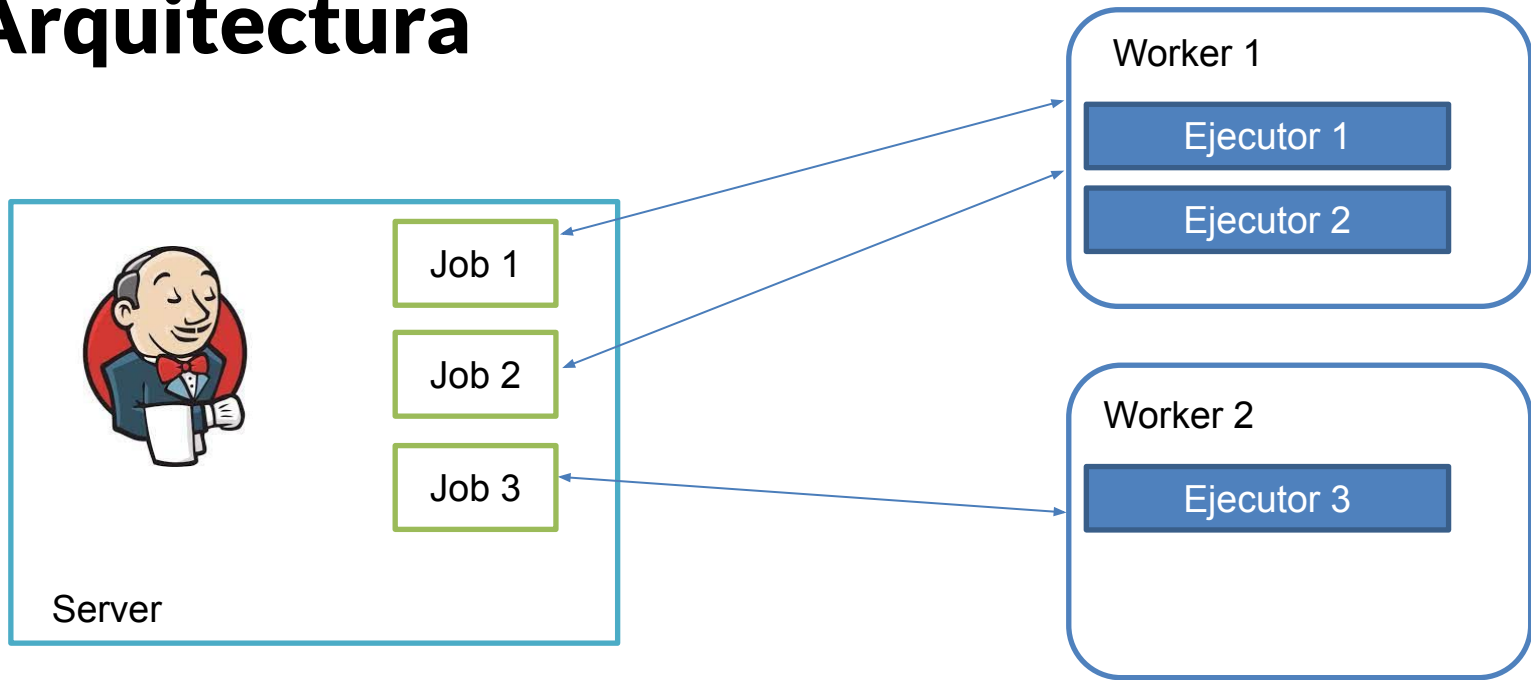 Arquitectura
Server
Job 1
Job 2
Job 3
Worker 1
Ejecutor 1
Ejecutor 2
Worker 2
Ejecutor 3